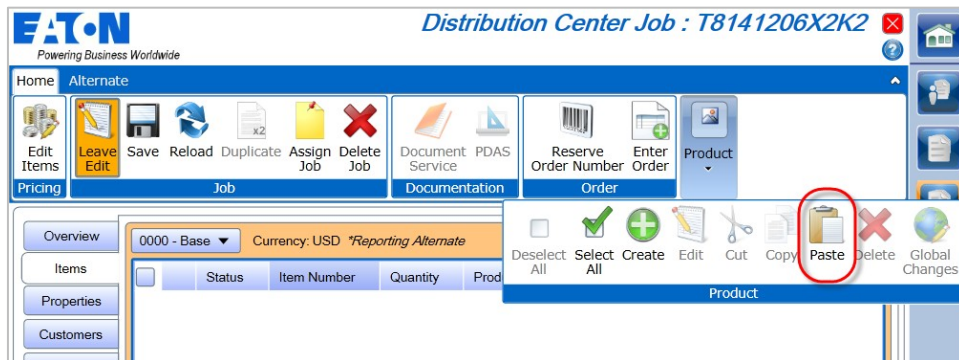 EATON
Powering Business Worldwide
Distribution Center Job : T8141206X2K2
Home Alternate
Edit Items
Leave Edit
Save
Reload
Duplicate
x2
Assign Job
Delete Job
Document Service
PDAS
Reserve Order Number
Enter Order
Product
Pricing
Job
Documentation
Order
Overview
Items
Properties
Customers
0000 - Base
Currency: USD *Reporting Alternate
Status Item Number Quantity Prod
Deselect All
Select All
Create
Edit
Cut
Copy
Paste
Delete
Global Changes
Product